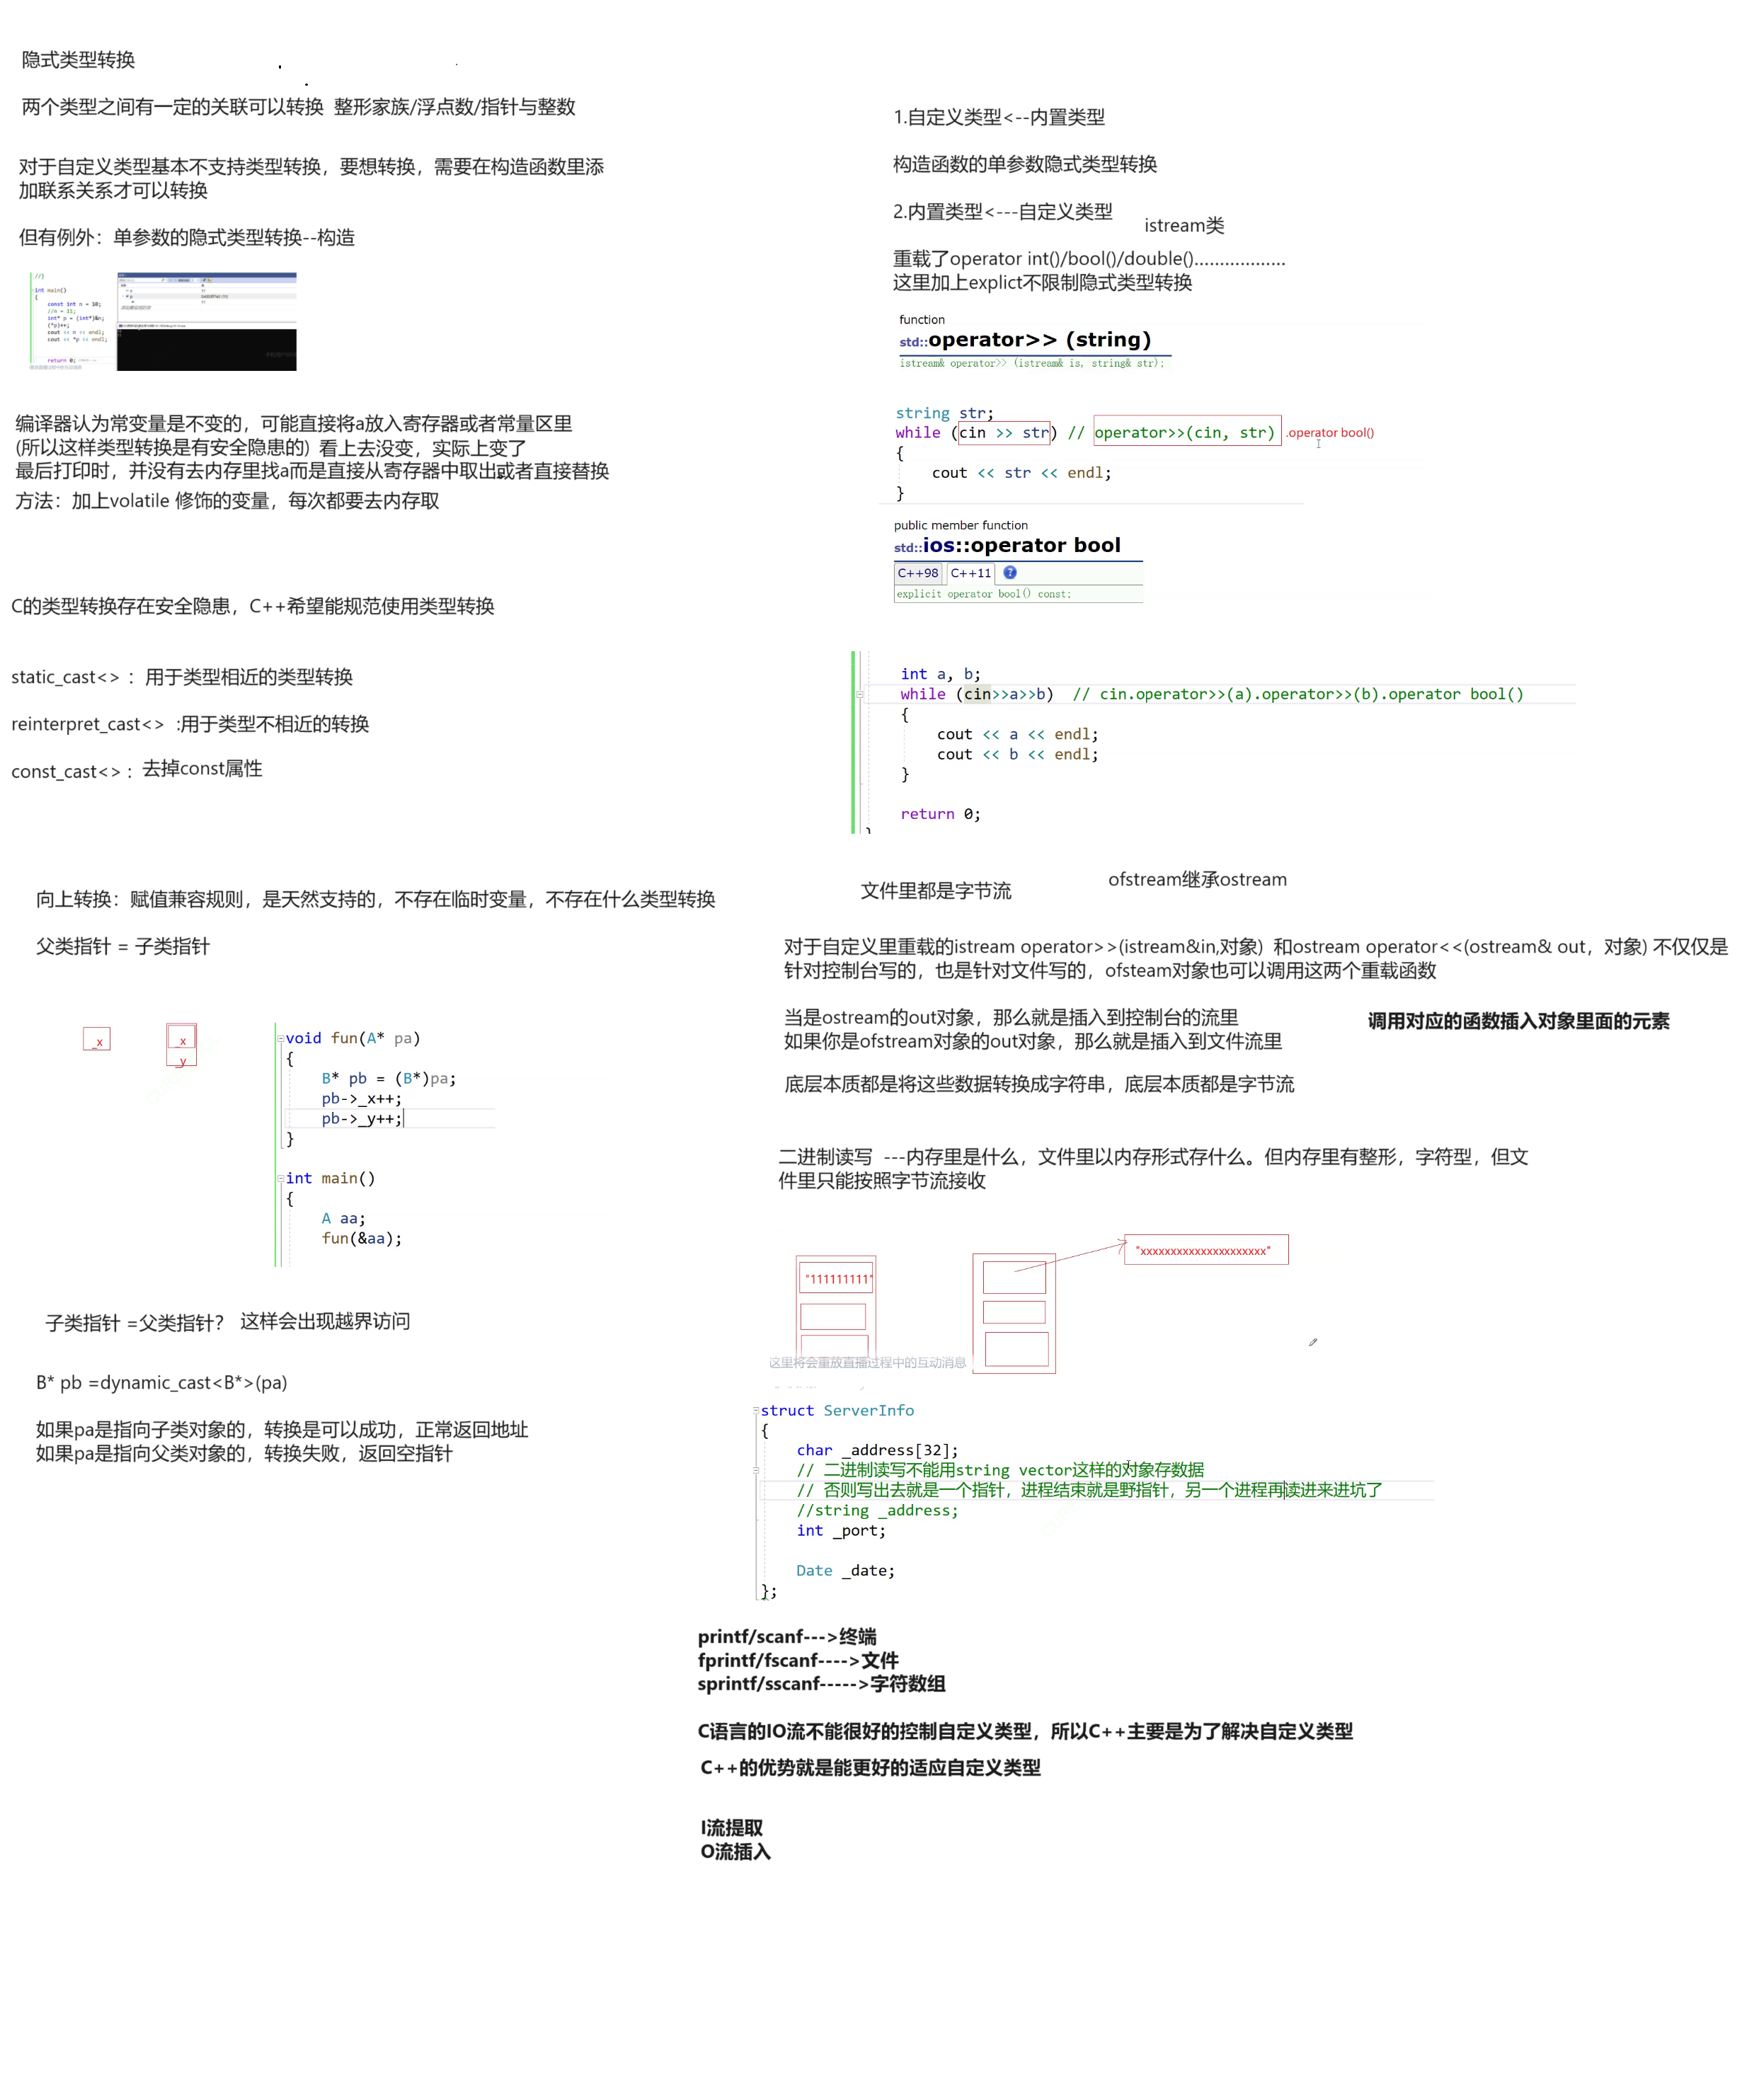 隐式类型转换
两个类型之间有一定的关联可以转换 整形家族/浮点数/指针与整数
对于自定义类型基本不支持类型转换，要想转换，需要在构造函数里添
加联系关系才可以转换
但有例外：单参数的隐式类型转换--构造
//}
int main()
{
const int n = 10;
//n = 11;
int* p = (int*)&n;
(*p)++;
cout << n << endl;
cout << *p << endl;
return 0;
编译器认为常变量是不变的，可能直接将a放入寄存器或者常量区里
(所以这样类型转换是有安全隐患的) 看上去没变，实际上变了
最后打印时，并没有去内存里找a而是直接从寄存器中取出或者直接替换
方法：加上volatile 修饰的变量，每次都要去内存取
C的类型转换存在安全隐患，C++希望能规范使用类型转换
static_cast<> ：用于类型相近的类型转换
reinterpret_cast<> :用于类型不相近的转换
const_cast<> : 去掉const属性
向上转换：赋值兼容规则，是天然支持的，不存在临时变量，不存在什么类型转换
父类指针 = 子类指针
_x
_x
_y
void fun(A* pa)
{
B* pb = (B*)pa;
pb->_x++;
pb->_y++;
}
int main()
{
A aa;
fun(&aa);
子类指针 =父类指针？ 这样会出现越界访问
B* pb =dynamic_cast<B*>(pa)
如果pa是指向子类对象的，转换是可以成功，正常返回地址
如果pa是指向父类对象的，转换失败，返回空指针
1.自定义类型<--内置类型
构造函数的单参数隐式类型转换
2.内置类型<---自定义类型
istream类
重载了operator int()/bool()/double()..................
这里加上explict不限制隐式类型转换
function
std::operator>> (string)
istream& operator>> (istream& is, string& str);
string str;
while (cin >> str) // operator>>(cin, str) .operator bool()
{
cout << str << endl;
}
public member function
std::ios::operator bool
C++98 C++11 ?
explicit operator bool() const;
int a, b;
while (cin>>a>>b) // cin.operator>>(a).operator>>(b).operator bool()
{
cout << a << endl;
cout << b << endl;
}
return 0;
}
文件里都是字节流
ofstream继承ostream
对于自定义里重载的istream operator>>(istream&in,对象) 和ostream operator<<(ostream& out，对象) 不仅仅是
针对控制台写的，也是针对文件写的，ofsteam对象也可以调用这两个重载函数
当是ostream的out对象，那么就是插入到控制台的流里
如果你是ofstream对象的out对象，那么就是插入到文件流里
调用对应的函数插入对象里面的元素
底层本质都是将这些数据转换成字符串，底层本质都是字节流
二进制读写 ---内存里是什么，文件里以内存形式存什么。但内存里有整形，字符型，但文
件里只能按照字节流接收
"xxxxxxxxxxxxxxxxxxxxx"
"111111111"
这里将会重放直播过程中的互动消息
struct ServerInfo
{
char _address[32];
// 二进制读写不能用string vector这样的对象存数据
// 否则写出去就是一个指针，进程结束就是野指针，另一个进程再读进来进坑了
//string _address;
int _port;
Date _date;
};
printf/scanf--->终端
fprintf/fscanf---->文件
sprintf/sscanf----->字符数组
C语言的IO流不能很好的控制自定义类型，所以C++主要是为了解决自定义类型
C++的优势就是能更好的适应自定义类型
I流提取
O流插入